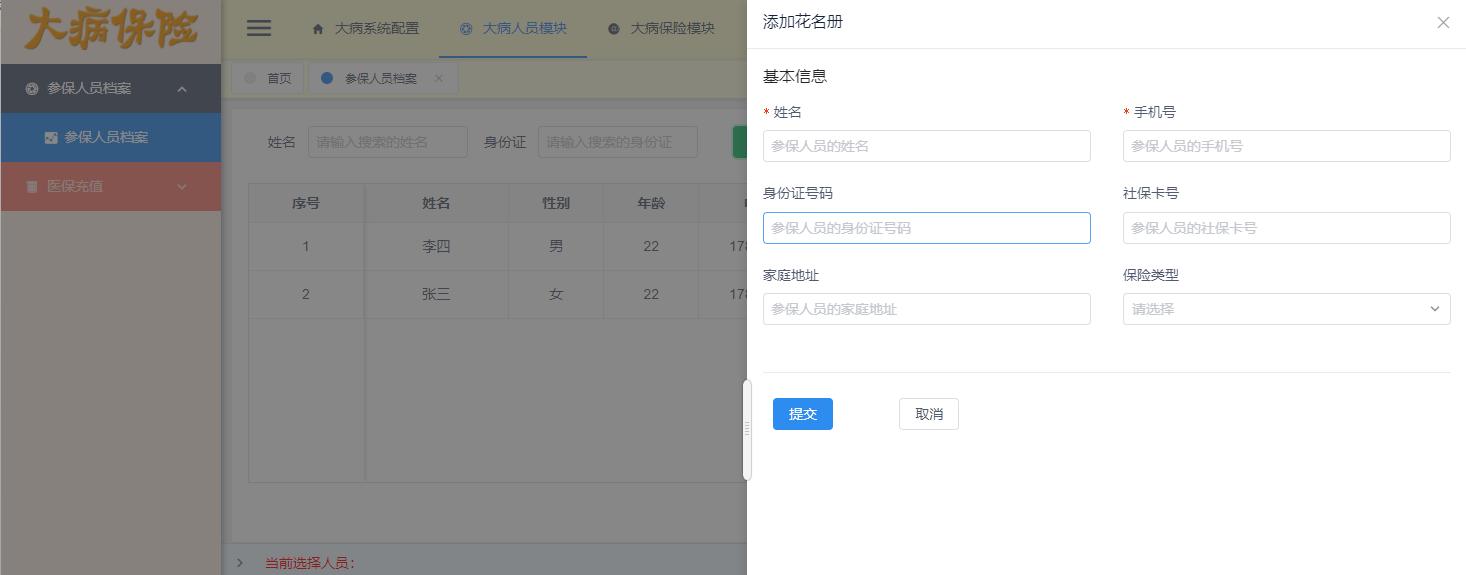 大病保险
大病系统配置
大病人员模块
大病保险模块
首页
参保人员档案
参保人员档案
参保人员档案
医保充值
姓名 请输入搜索的姓名 身份证 请输入搜索的身份证
序号 姓名 性别 年龄
1 李四 男 22 178
2 张三 女 22 178
当前选择人员：
添加花名册
基本信息
* 姓名
参保人员的姓名
* 手机号
参保人员的手机号
身份证号码
参保人员的身份证号码
社保卡号
参保人员的社保卡号
家庭地址
参保人员的家庭地址
保险类型
请选择
提交
取消